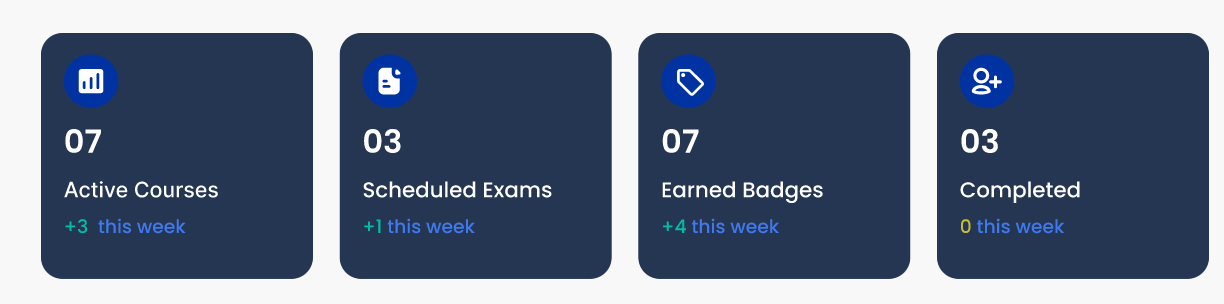 07
Active Courses
+3 this week
03
Scheduled Exams
+1 this week
07
Earned Badges
+4 this week
03
Completed
0 this week